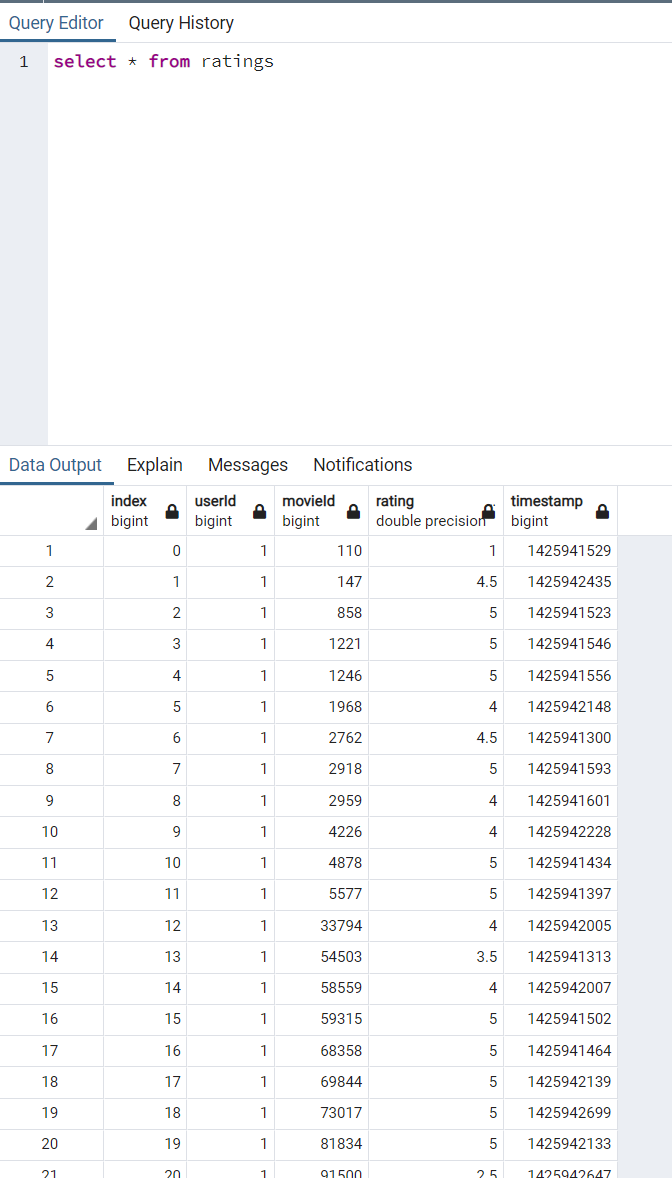 Query Editor Query History
1 select * from ratings
Data Output Explain Messages Notifications
index userId movieId rating timestamp
bigint bigint bigint double precision bigint
1 0 1 110 1 1425941529
2 1 1 147 4.5 1425942435
3 2 1 858 5 1425941523
4 3 1 1221 5 1425941546
5 4 1 1246 5 1425941556
6 5 1 1968 4 1425942148
7 6 1 2762 4.5 1425941300
8 7 1 2918 5 1425941593
9 8 1 2959 4 1425941601
10 9 1 4226 4 1425942228
11 10 1 4878 5 1425941434
12 11 1 5577 5 1425941397
13 12 1 33794 4 1425942005
14 13 1 54503 3.5 1425941313
15 14 1 58559 4 1425942007
16 15 1 59315 5 1425941502
17 16 1 68358 5 1425941464
18 17 1 69844 5 1425942139
19 18 1 73017 5 1425942699
20 19 1 81834 5 1425942133
21 20 1 91500 2.5 1425942647